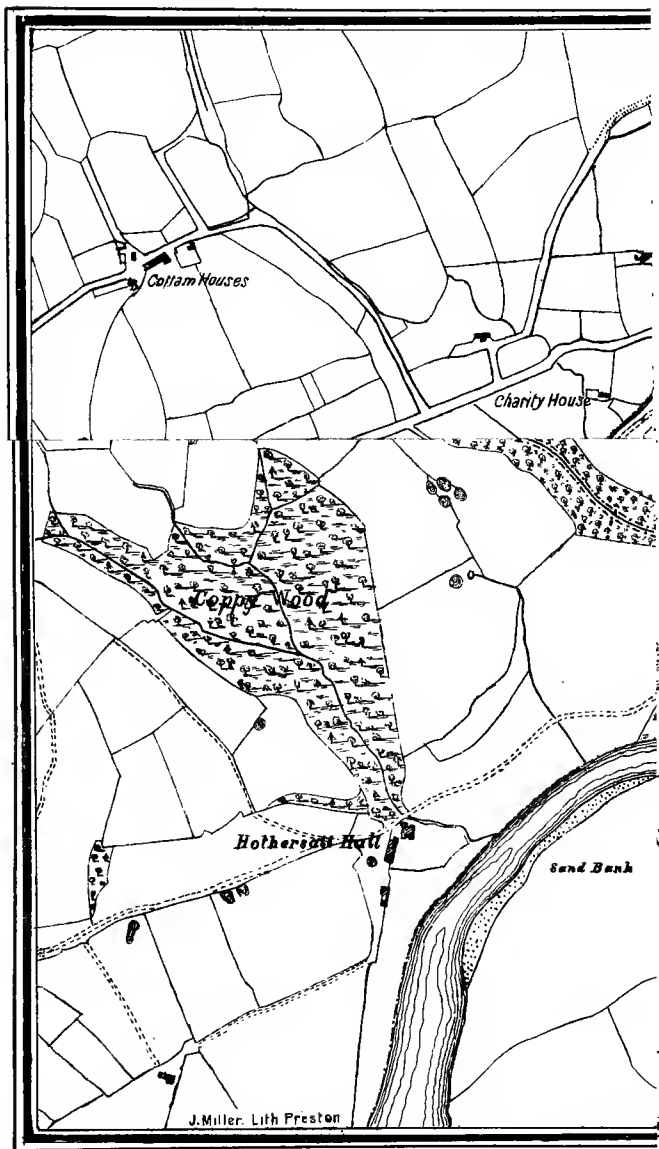 Cottam Houses
Charity House
Coppy Wood
Hothersall Hall
Sand Bank
J. Miller. Lith Preston